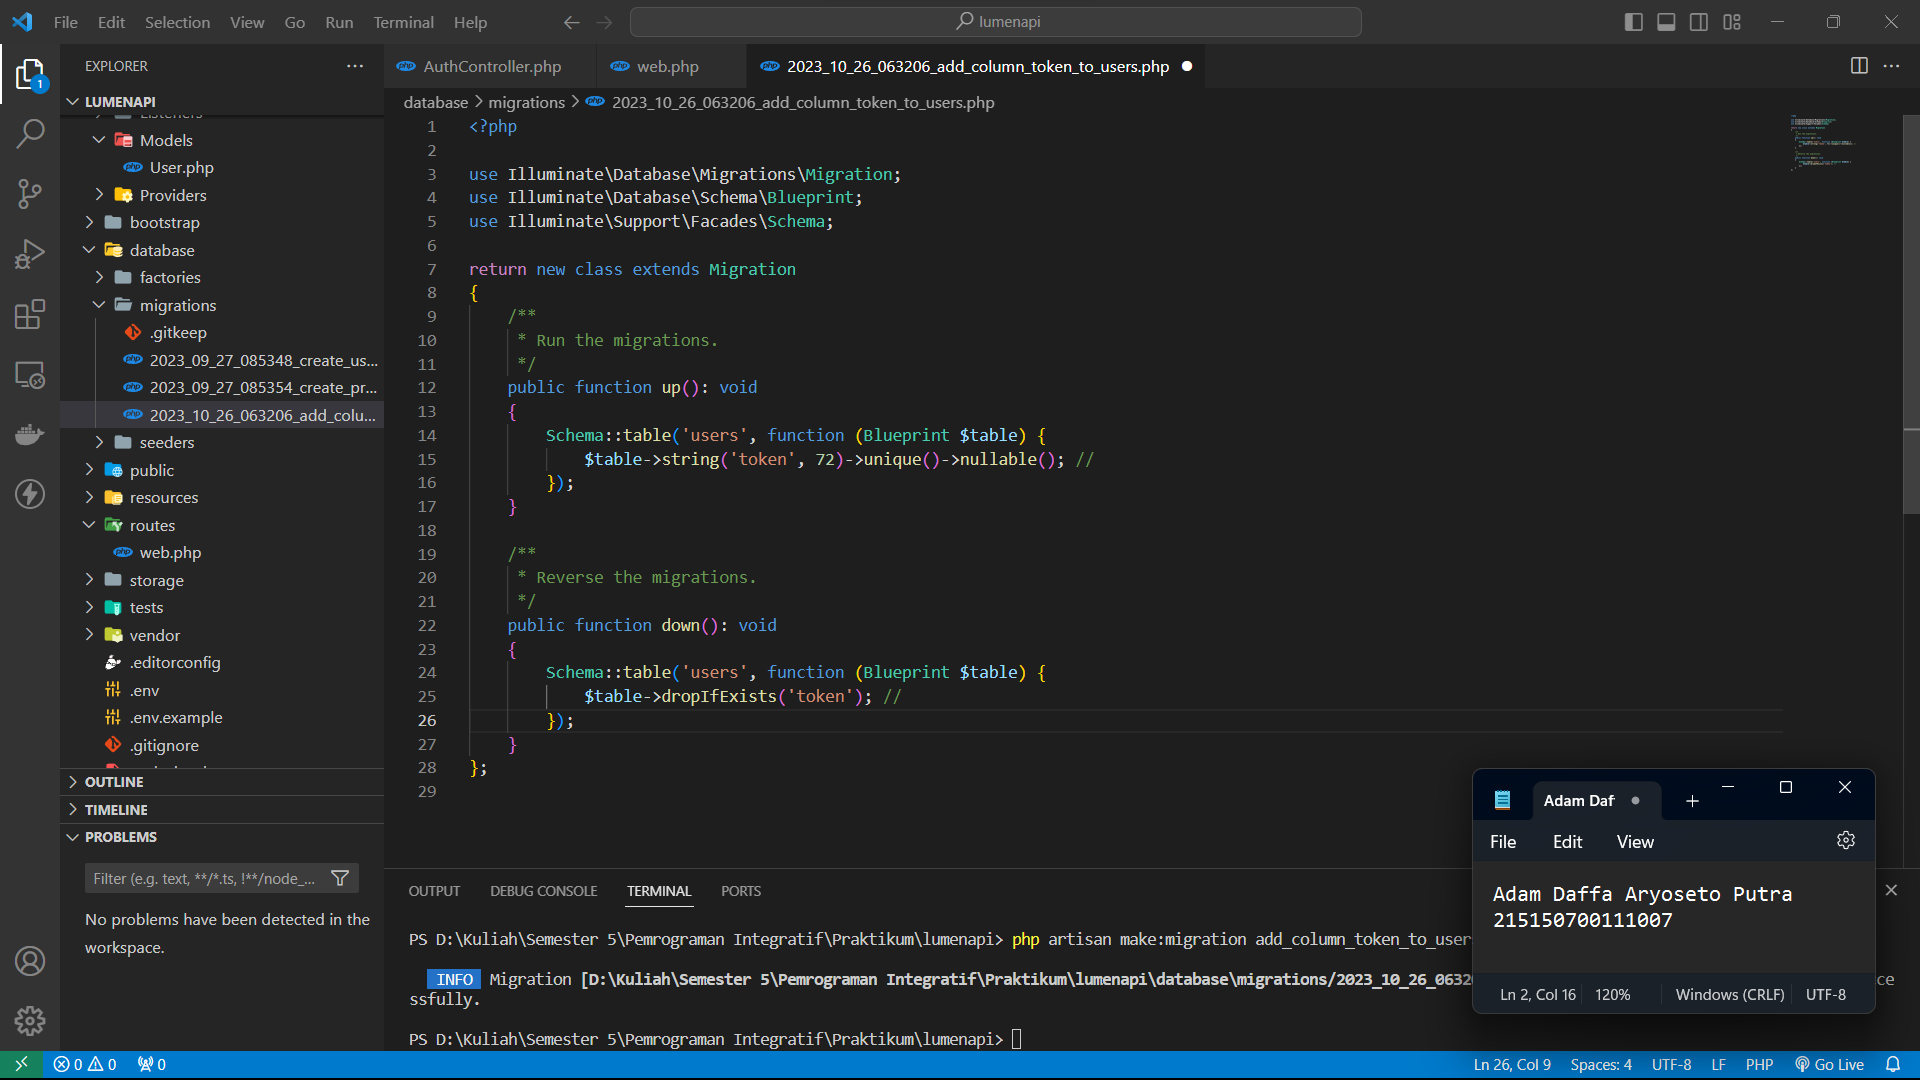 File Edit Selection View Go Run Terminal Help
lumenapi
EXPLORER
1
LUMENAPI
Listeners
Models
User.php
Providers
bootstrap
database
factories
migrations
.gitkeep
2023_09_27_085348_create_us...
2023_09_27_085354_create_pr...
2023_10_26_063206_add_colu...
seeders
public
resources
routes
web.php
storage
tests
vendor
.editorconfig
.env
.env.example
.gitignore
OUTLINE
TIMELINE
PROBLEMS
Filter (e.g. text, **/*.ts, !**/node_...
No problems have been detected in the
workspace.
AuthController.php
web.php
2023_10_26_063206_add_column_token_to_users.php
database > migrations > 2023_10_26_063206_add_column_token_to_users.php
1 <?php
2
3 use Illuminate\Database\Migrations\Migration;
4 use Illuminate\Database\Schema\Blueprint;
5 use Illuminate\Support\Facades\Schema;
6
7 return new class extends Migration
8 {
9 /**
10 * Run the migrations.
11 */
12 public function up(): void
13 {
14 Schema::table('users', function (Blueprint $table) {
15 $table->string('token', 72)->unique()->nullable(); //
16 });
17 }
18
19 /**
20 * Reverse the migrations.
21 */
22 public function down(): void
23 {
24 Schema::table('users', function (Blueprint $table) {
25 $table->dropIfExists('token'); //
26 });
27 }
28 };
29
OUTPUT DEBUG CONSOLE TERMINAL PORTS
PS D:\Kuliah\Semester 5\Pemrograman Integratif\Praktikum\lumenapi> php artisan make:migration add_column_token_to_user
INFO Migration [D:\Kuliah\Semester 5\Pemrograman Integratif\Praktikum\lumenapi\database\migrations/2023_10_26_0632
ce
ssfully.
PS D:\Kuliah\Semester 5\Pemrograman Integratif\Praktikum\lumenapi>
Adam Daf
File Edit View
Adam Daffa Aryoseto Putra
215150700111007
Ln 2, Col 16 120% Windows (CRLF) UTF-8
0 0 0
Ln 26, Col 9 Spaces: 4 UTF-8 LF PHP Go Live